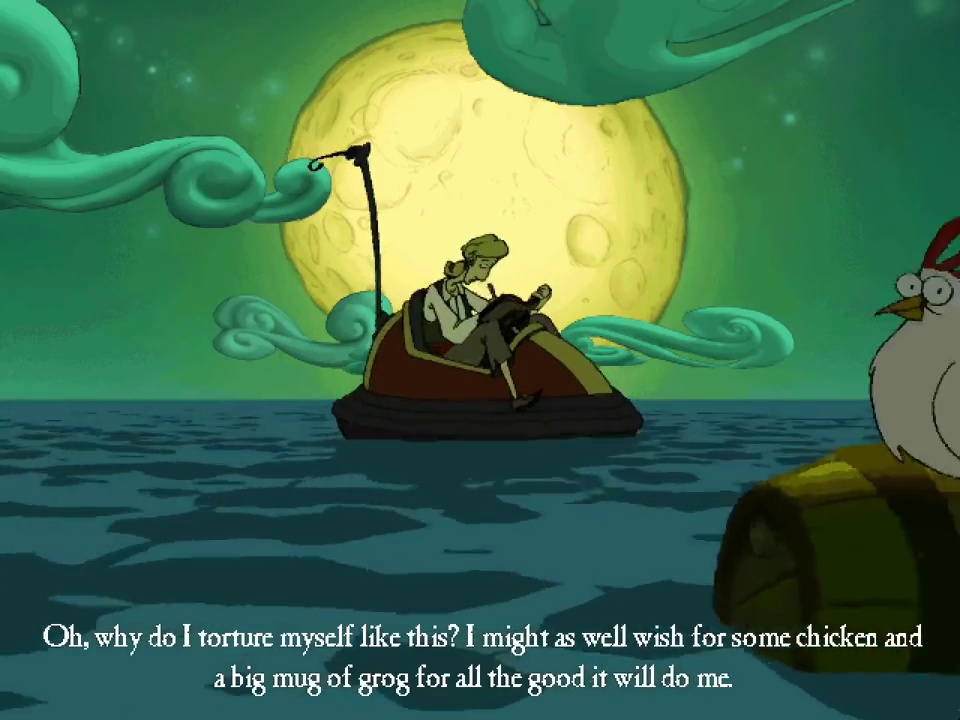 Oh, why do I torture myself like this? I might as well wish for some chicken and
a big mug of grog for all the good it will do me.